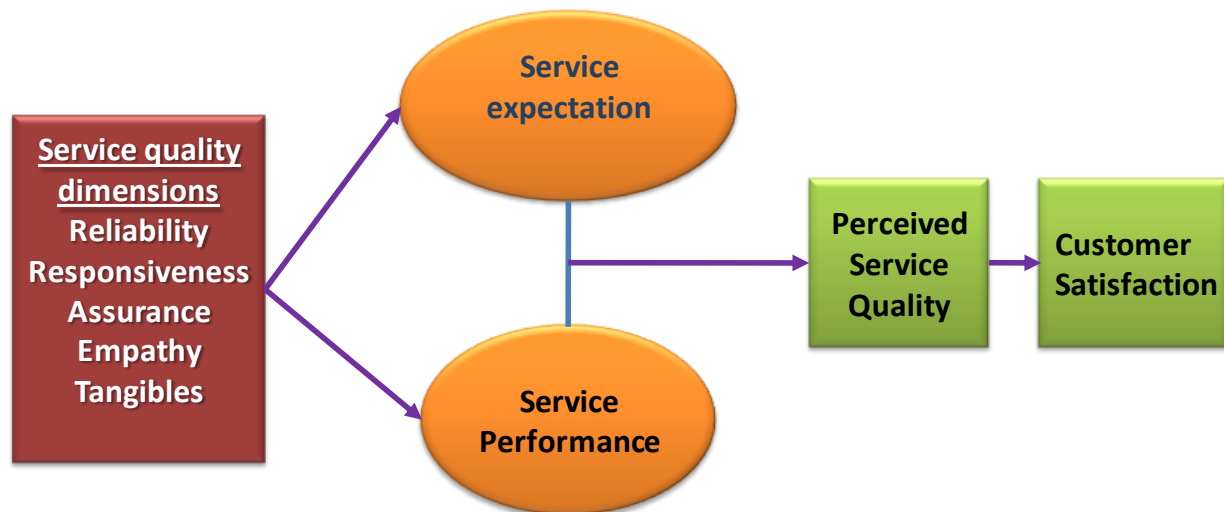 Service quality
dimensions
Reliability
Responsiveness
Assurance
Empathy
Tangibles
Service
expectation
Service
Performance
Perceived
Service
Quality
Customer
Satisfaction